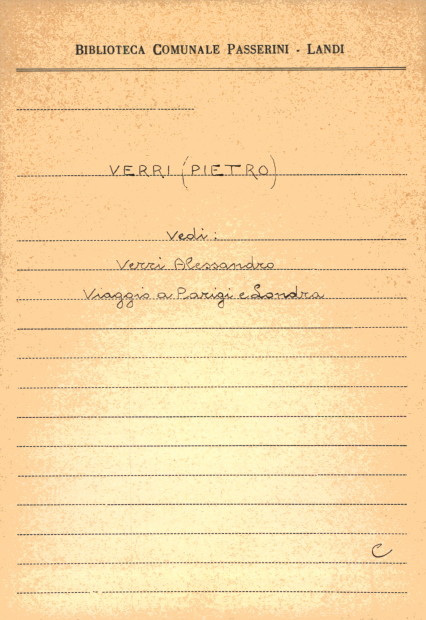 BIBLIOTECA COMUNALE PASSERINI - LANDI
VERRI (PIETRO)
Vedi:
Verri Alessandro
Viaggio a Parigi e Londra
C